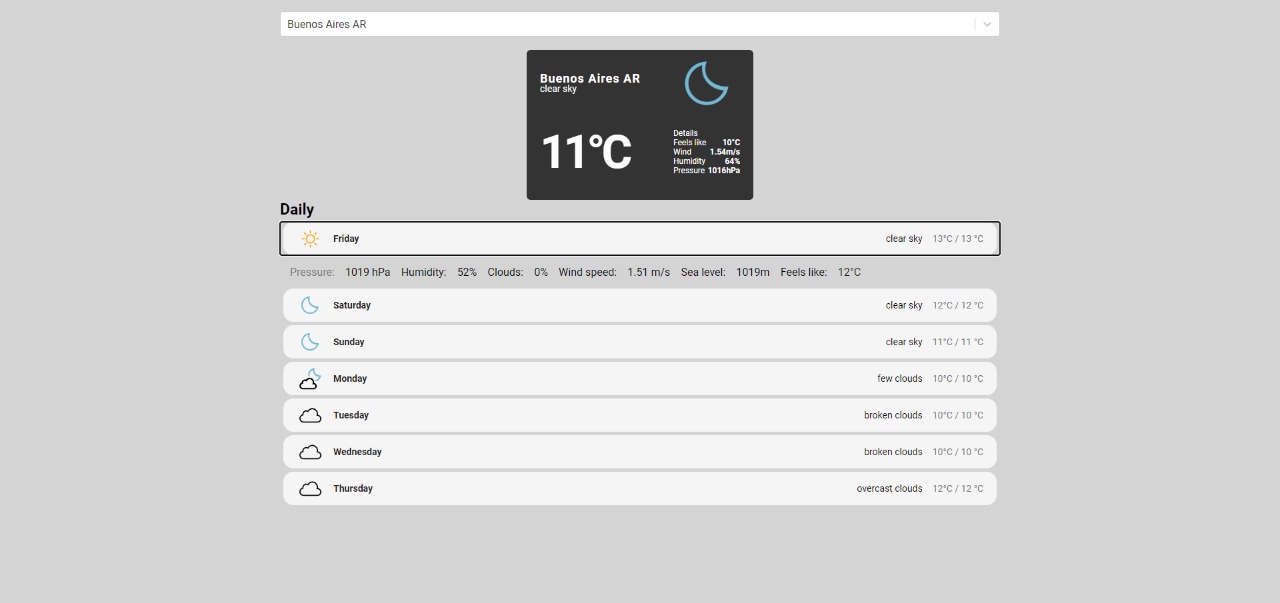 Buenos Aires AR
Buenos Aires AR
clear sky
11°C
Details
Feels like 10°C
Wind 1.54m/s
Humidity 64%
Pressure 1016hPa
Daily
Friday clear sky 13°C / 13 °C
Pressure: 1019 hPa Humidity: 52% Clouds: 0% Wind speed: 1.51 m/s Sea level: 1019m Feels like: 12°C
Saturday clear sky 12°C / 12 °C
Sunday clear sky 11°C / 11 °C
Monday few clouds 10°C / 10 °C
Tuesday broken clouds 10°C / 10 °C
Wednesday broken clouds 10°C / 10 °C
Thursday overcast clouds 12°C / 12 °C